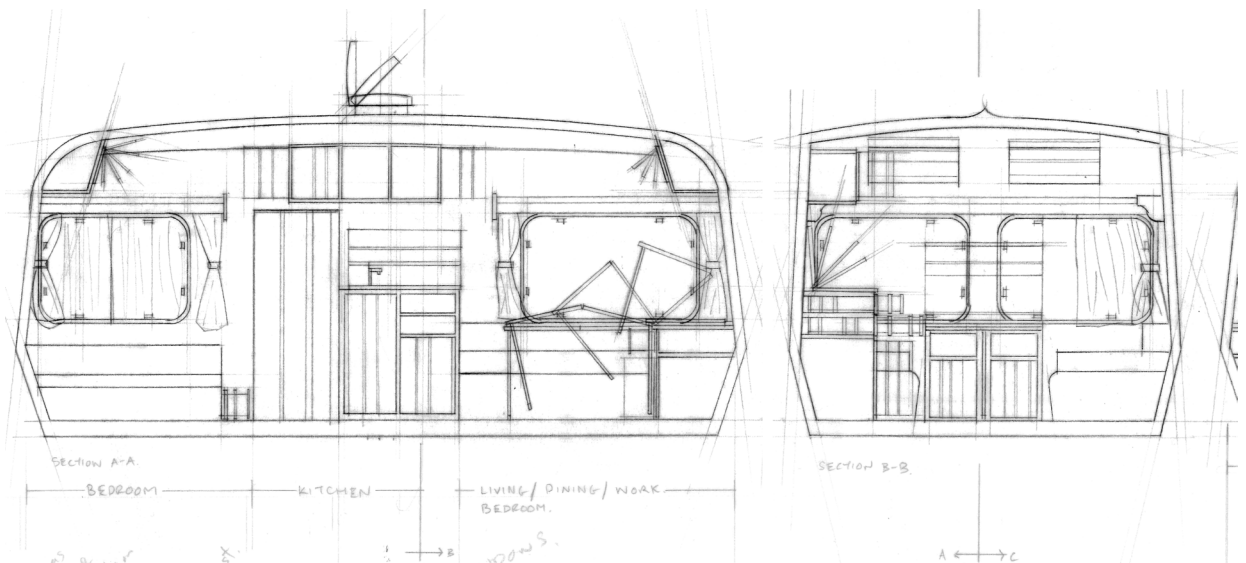 SECTION A-A.
SECTION B-B.
BEDROOM
KITCHEN
LIVING/DINING/WORK
BEDROOM.
B
A
C